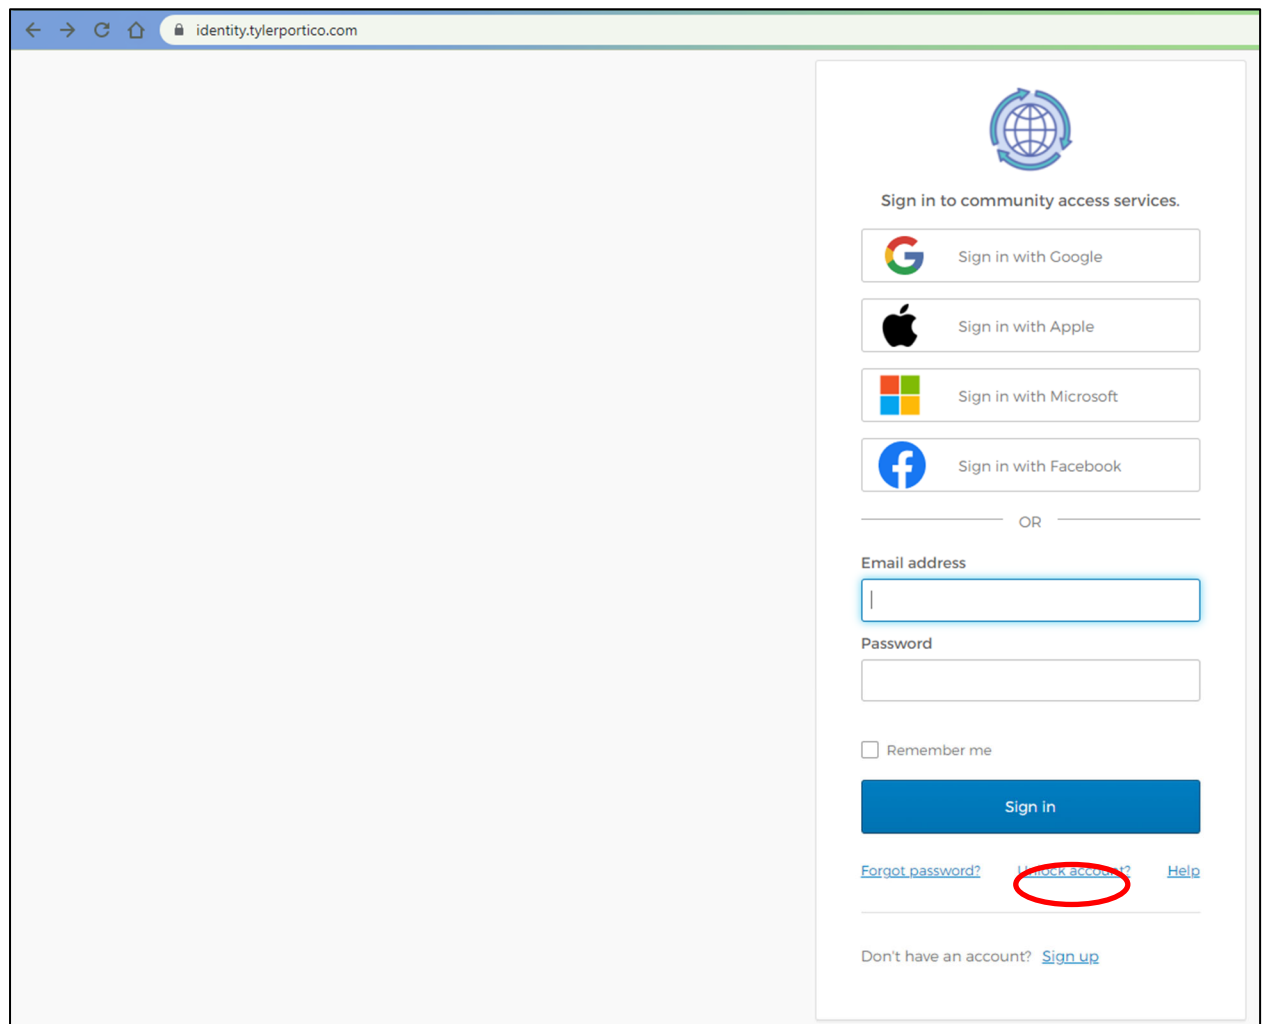 identity.tylerportico.com
Sign in to community access services.
Sign in with Google
Sign in with Apple
Sign in with Microsoft
Sign in with Facebook
OR
Email address
Password
Remember me
Sign in
Forgot password? Unlock account? Help
Don't have an account? Sign up